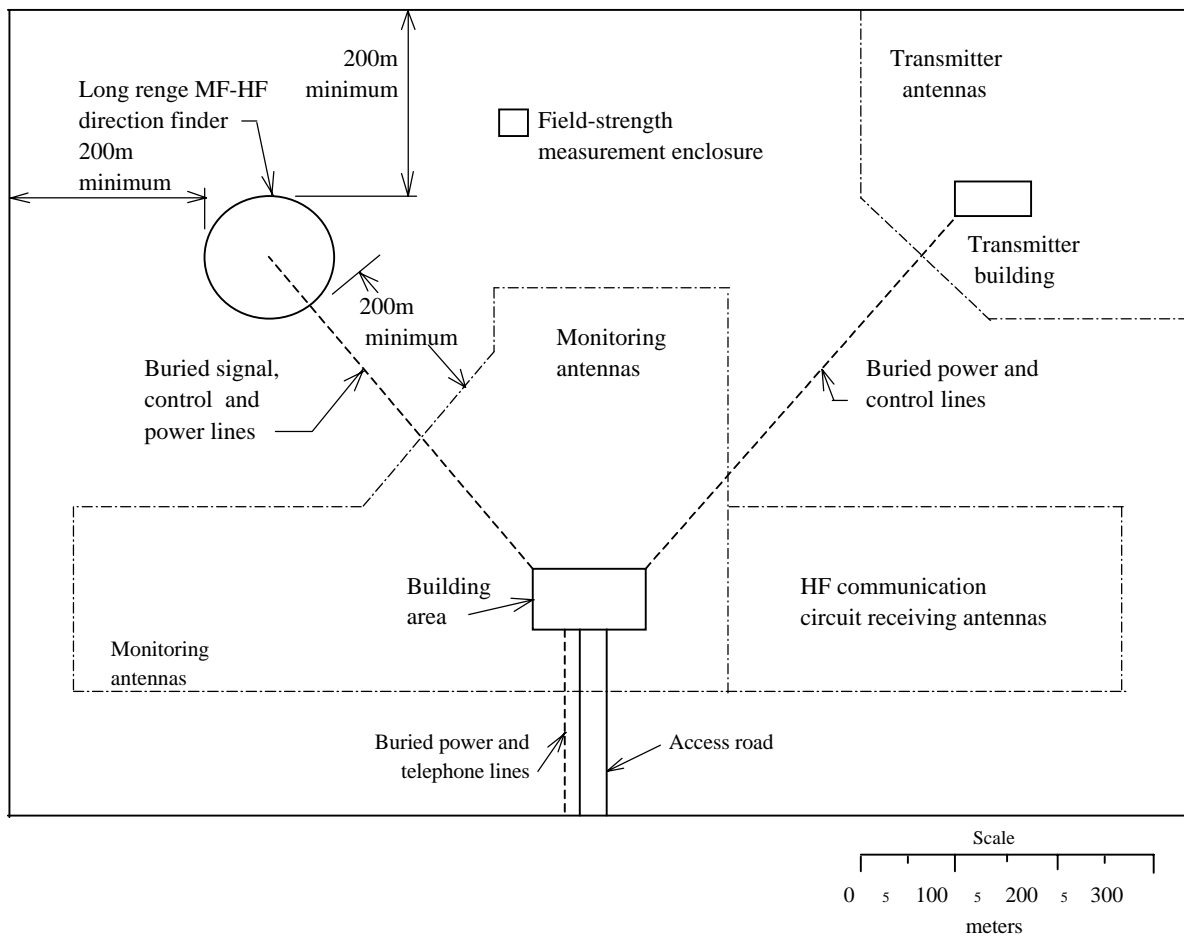 200m
minimum
Long renge MF-HF
direction finder
200m
minimum
Field-strength
measurement enclosure
Transmitter
antennas
Transmitter
building
200m
minimum
Monitoring
antennas
Buried signal,
control and
power lines
Buried power and
control lines
Building
area
HF communication
circuit receiving antennas
Monitoring
antennas
Buried power and
telephone lines
Access road
Scale
0 5 100 5 200 5 300
meters